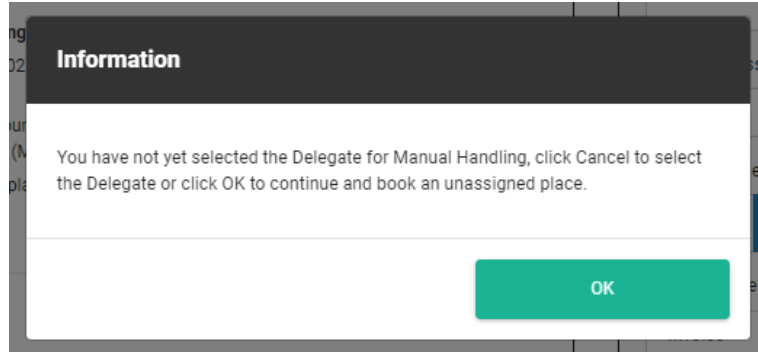 Information
You have not yet selected the Delegate for Manual Handling, click Cancel to select
the Delegate or click OK to continue and book an unassigned place.
OK